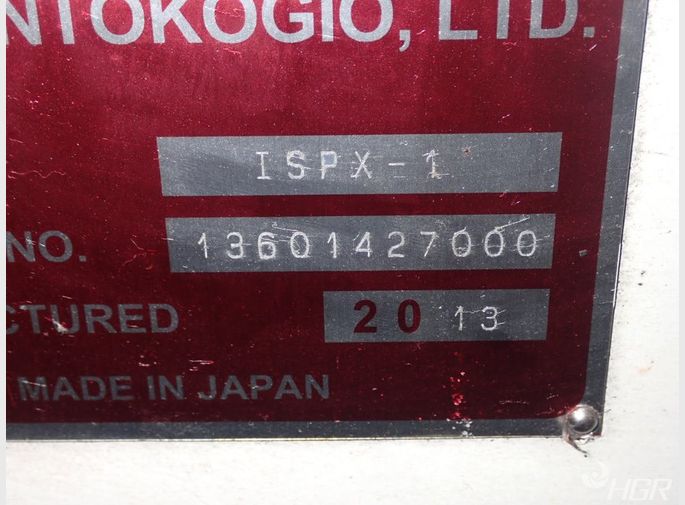 NTOKOGIO, LTD.
ISPX-1
NO. 13601427000
CTURED 2013
MADE IN JAPAN
HGR